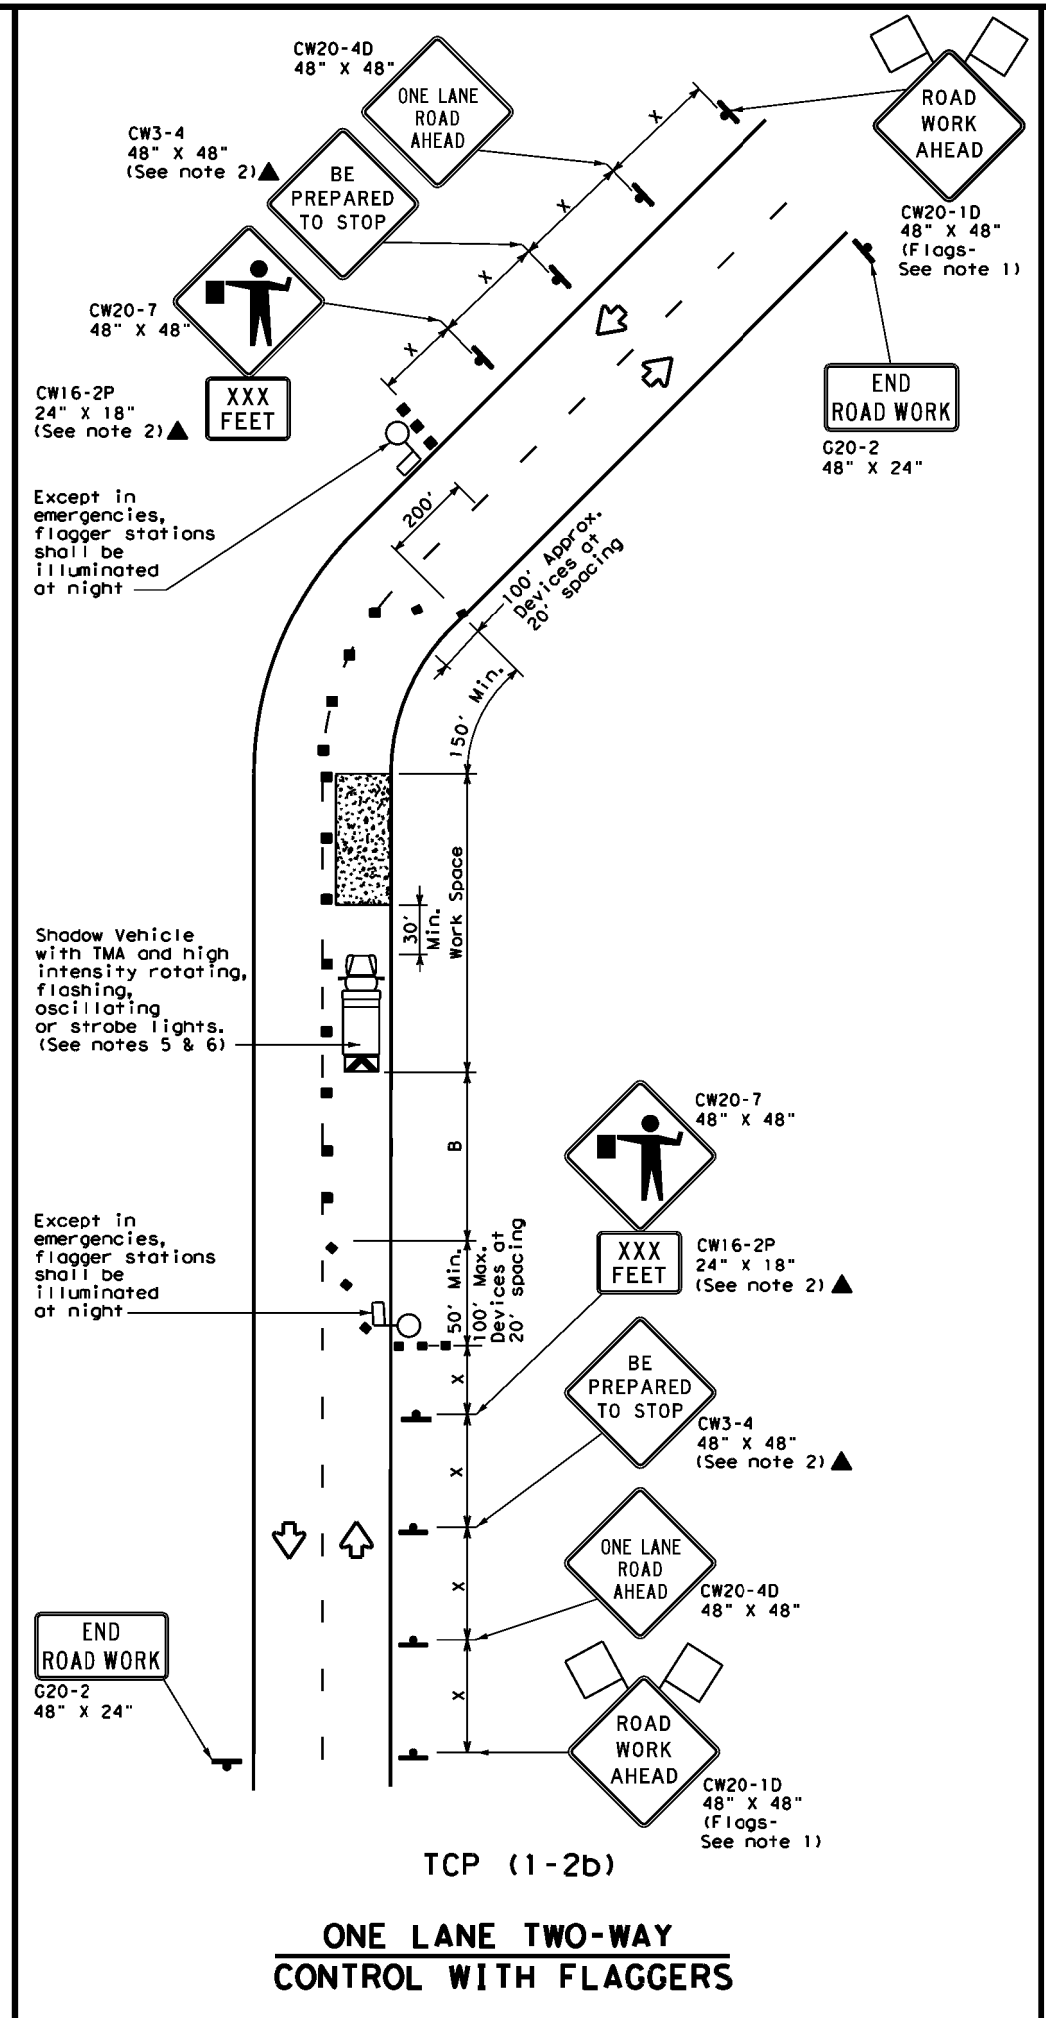 CW20-4D
48" X 48"
ONE LANE
ROAD
AHEAD
ROAD
WORK
AHEAD
CW20-1D
48" X 48"
(Flags-
See note 1)
CW3-4
48" X 48"
(See note 2)▲
BE
PREPARED
TO STOP
X
X
X
X
CW20-7
48" X 48"
CW16-2P
24" X 18"
(See note 2)▲
XXX
FEET
END
ROAD WORK
G20-2
48" X 24"
Except in
emergencies,
flagger stations
shall be
illuminated
at night
200'
100' Approx.
Devices at
20' spacing
150' Min.
Work Space
30'
Min.
Shadow Vehicle
with TMA and high
intensity rotating,
flashing,
oscillating
or strobe lights.
(See notes 5 & 6)
B
CW20-7
48" X 48"
XXX
FEET
CW16-2P
24" X 18"
(See note 2)▲
Except in
emergencies,
flagger stations
shall be
illuminated
at night
50' Min.
100' Max.
Devices at
20' spacing
X
BE
PREPARED
TO STOP
CW3-4
48" X 48"
(See note 2)▲
X
ONE LANE
ROAD
AHEAD
CW20-4D
48" X 48"
X
END
ROAD WORK
G20-2
48" X 24"
X
ROAD
WORK
AHEAD
CW20-1D
48" X 48"
(Flags-
See note 1)
TCP (1-2b)
ONE LANE TWO-WAY
CONTROL WITH FLAGGERS